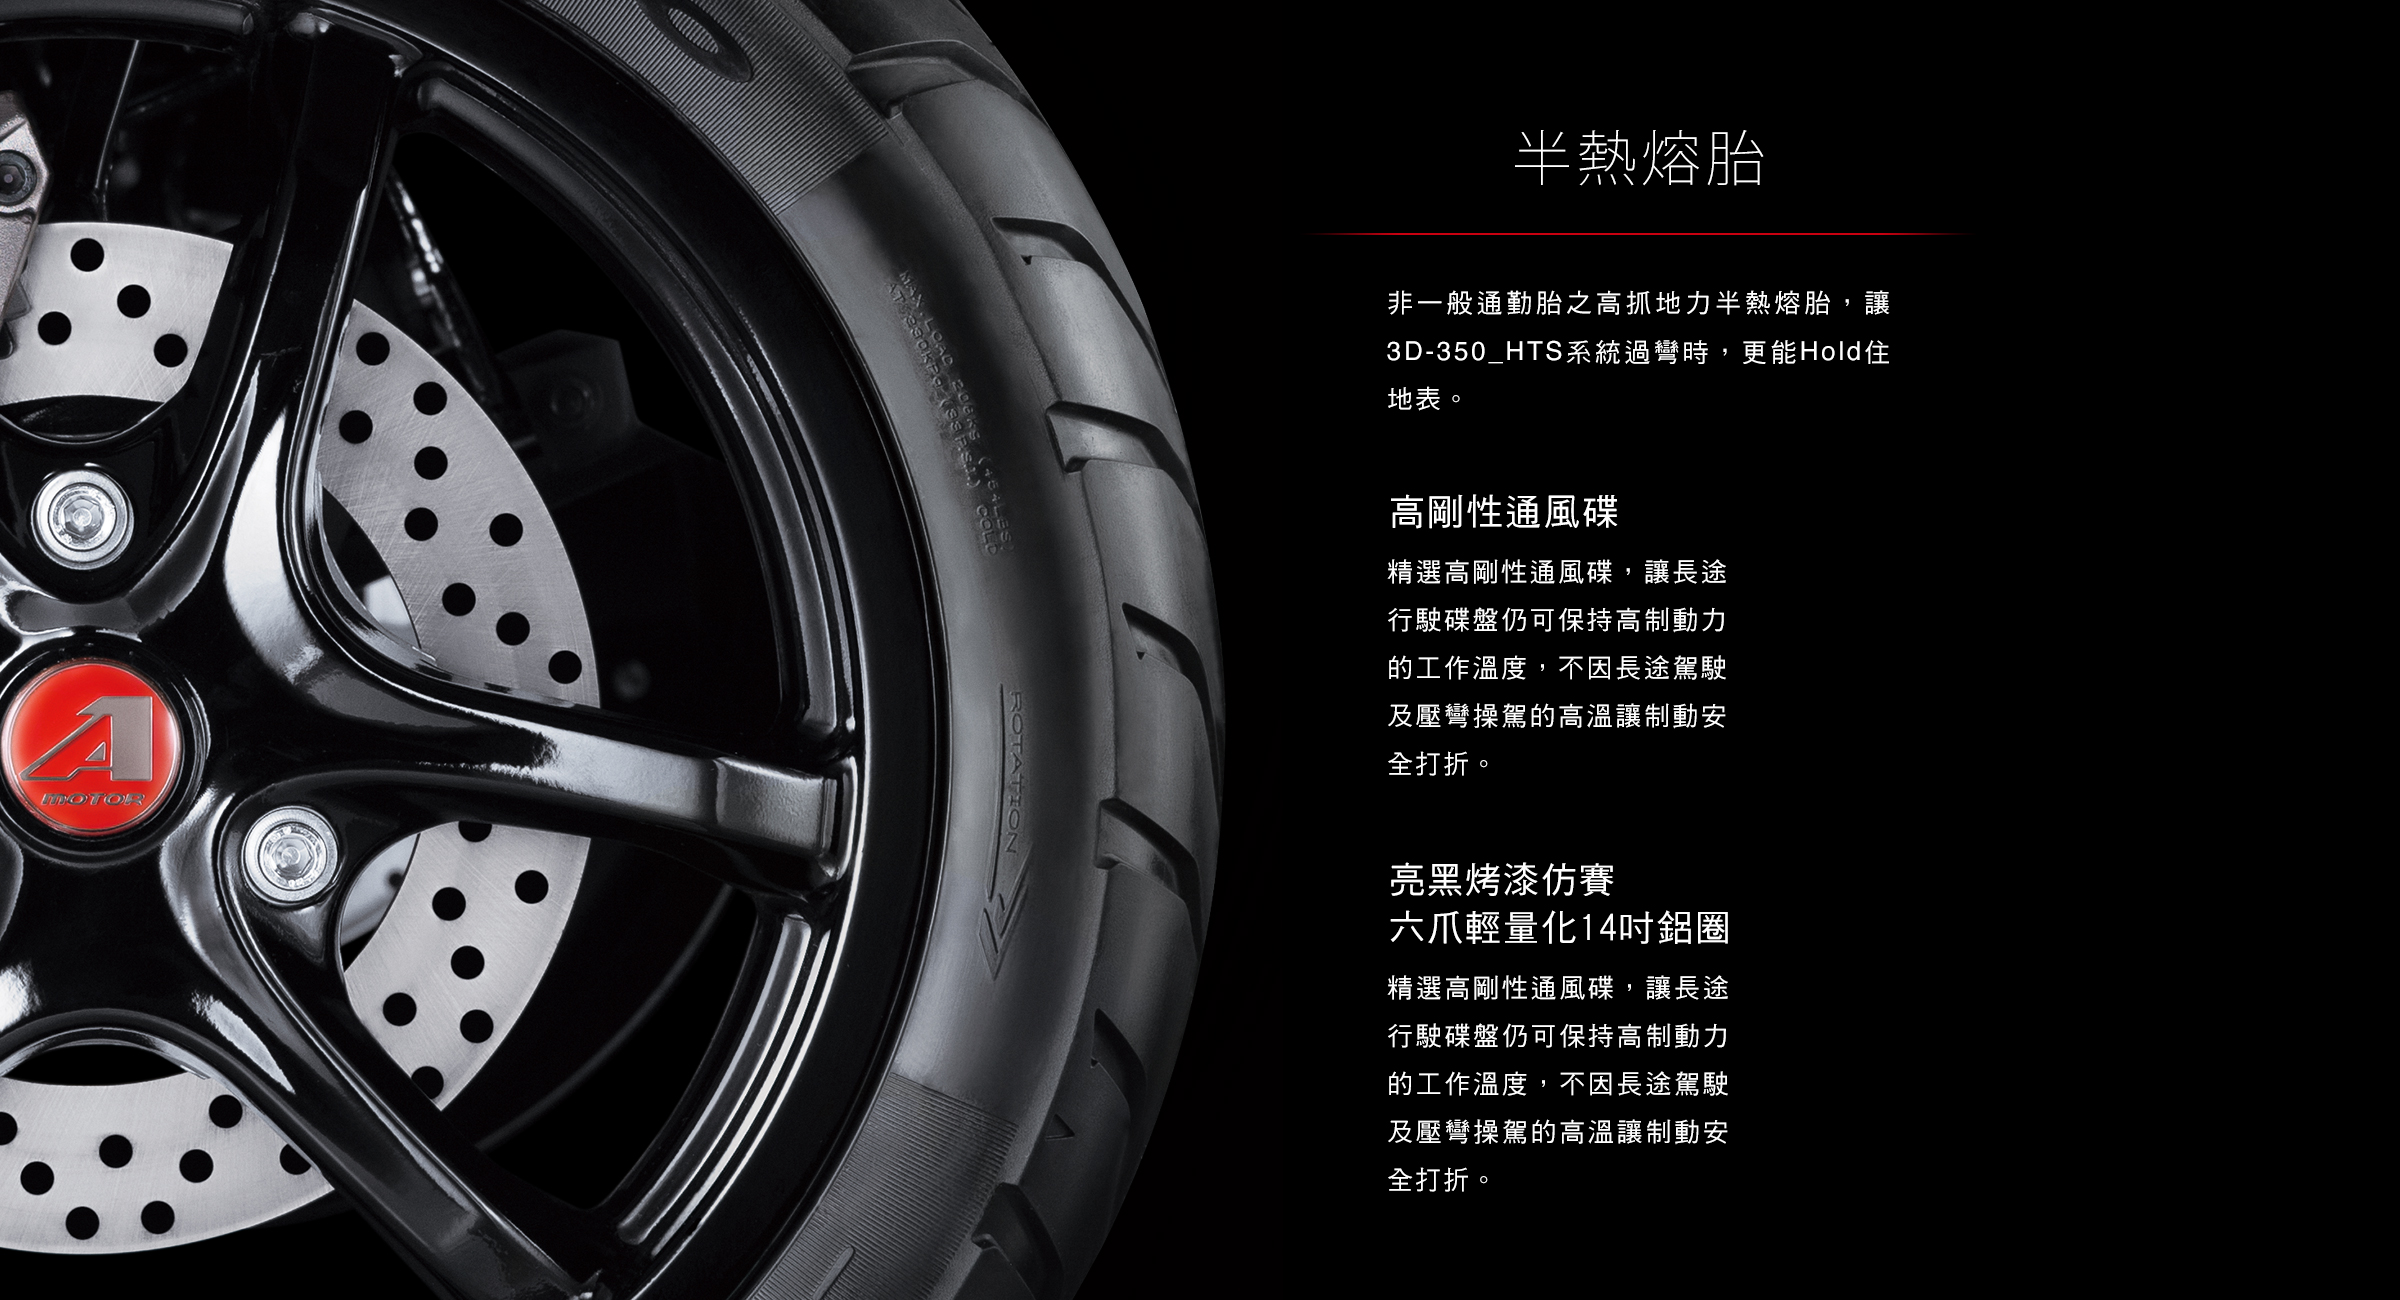 半熱熔胎
非一般通勤胎之高抓地力半熱熔胎，讓
3D-350_HTS系統過彎時，更能Hold住
地表。
高剛性通風碟
精選高剛性通風碟，讓長途
行駛碟盤仍可保持高制動力
的工作溫度，不因長途駕駛
及壓彎操駕的高溫讓制動安
全打折。
亮黑烤漆仿賽
六爪輕量化14吋鋁圈
精選高剛性通風碟，讓長途
行駛碟盤仍可保持高制動力
的工作溫度，不因長途駕駛
及壓彎操駕的高溫讓制動安
全打折。
A
MOTOR
ROTATION